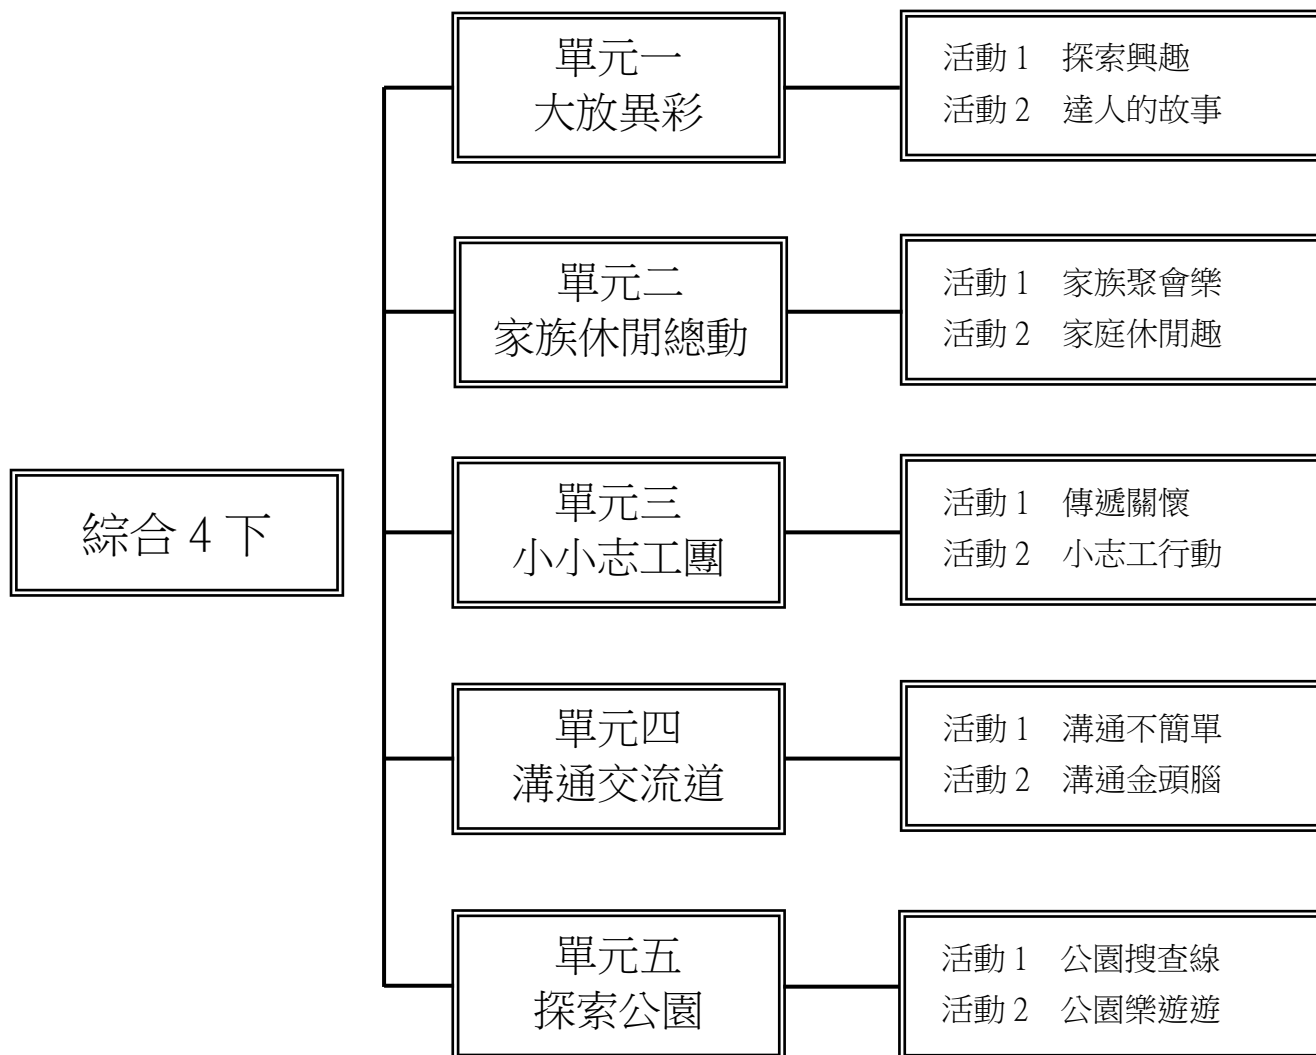 綜合 4 下
單元一
大放異彩
活動 1　探索興趣
活動 2　達人的故事
單元二
家族休閒總動
活動 1　家族聚會樂
活動 2　家庭休閒趣
單元三
小小志工團
活動 1　傳遞關懷
活動 2　小志工行動
單元四
溝通交流道
活動 1　溝通不簡單
活動 2　溝通金頭腦
單元五
探索公園
活動 1　公園搜查線
活動 2　公園樂遊遊